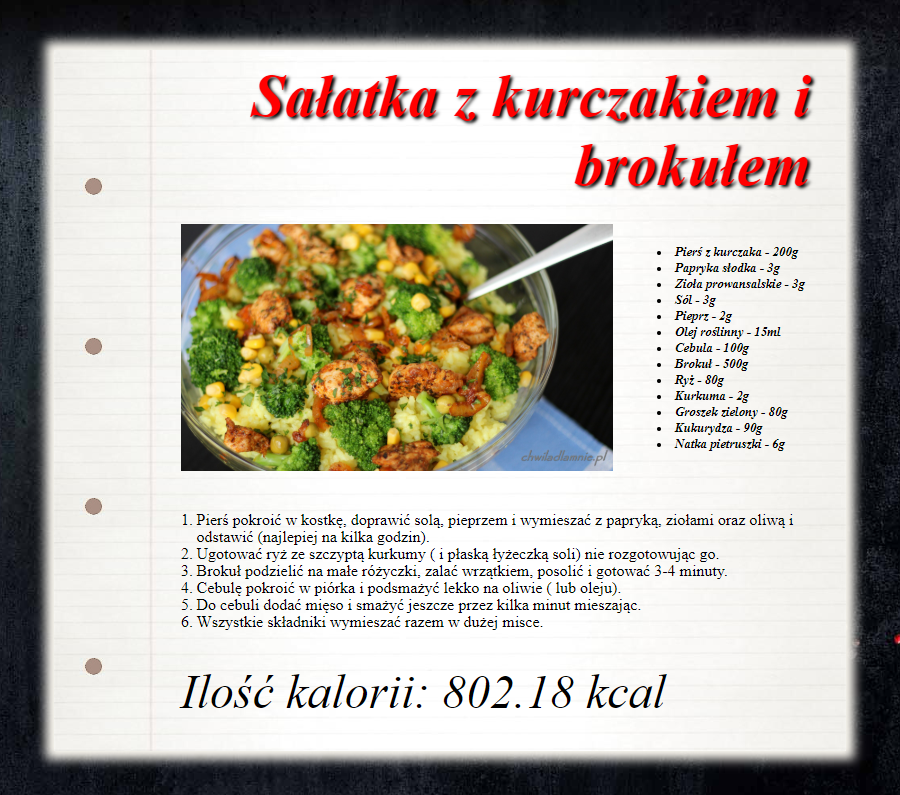 Sałatka z kurczakiem i
brokułem
chwiladlamnie.pl
Pierś z kurczaka - 200g
Papryka słodka - 3g
Zioła prowansalskie - 3g
Sól - 3g
Pieprz - 2g
Olej roślinny - 15ml
Cebula - 100g
Brokuł - 500g
Ryż - 80g
Kurkuma - 2g
Groszek zielony - 80g
Kukurydza - 90g
Natka pietruszki - 6g
1. Pierś pokroić w kostkę, doprawić solą, pieprzem i wymieszać z papryką, ziołami oraz oliwą i
odstawić (najlepiej na kilka godzin).
2. Ugotować ryż ze szczyptą kurkumy ( i płaską łyżeczką soli) nie rozgotowując go.
3. Brokuł podzielić na małe różyczki, zalać wrzątkiem, posolić i gotować 3-4 minuty.
4. Cebulę pokroić w piórka i podsmażyć lekko na oliwie ( lub oleju).
5. Do cebuli dodać mięso i smażyć jeszcze przez kilka minut mieszając.
6. Wszystkie składniki wymieszać razem w dużej misce.
Ilość kalorii: 802.18 kcal